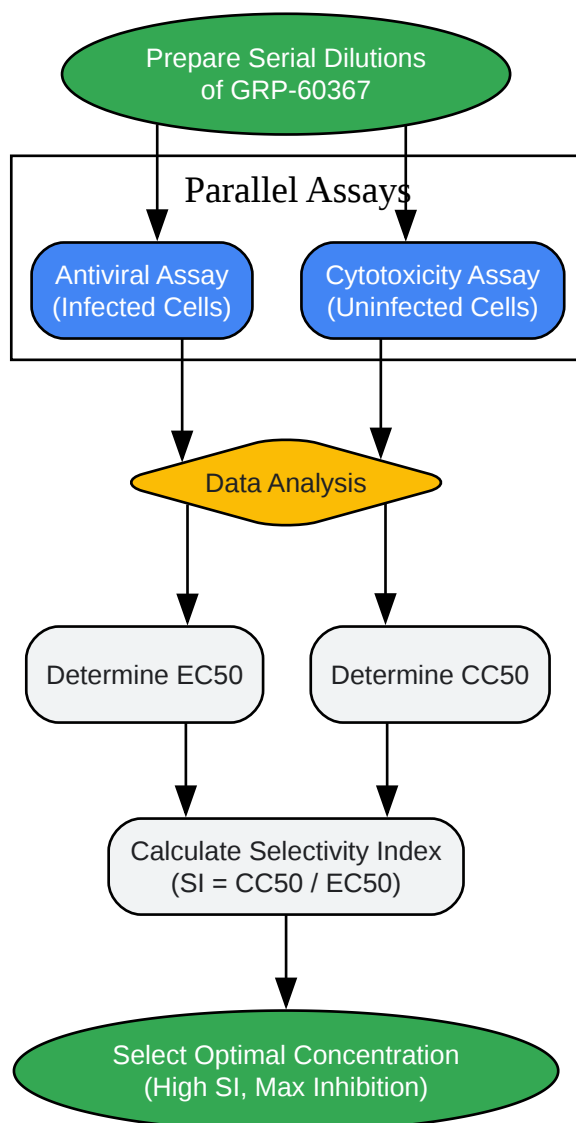 Prepare Serial Dilutions
of GRP-60367
Parallel Assays
Antiviral Assay
(Infected Cells)
Cytotoxicity Assay
(Uninfected Cells)
Data Analysis
Determine EC50
Determine CC50
Calculate Selectivity Index
(SI = CC50 / EC50)
Select Optimal Concentration
(High SI, Max Inhibition)